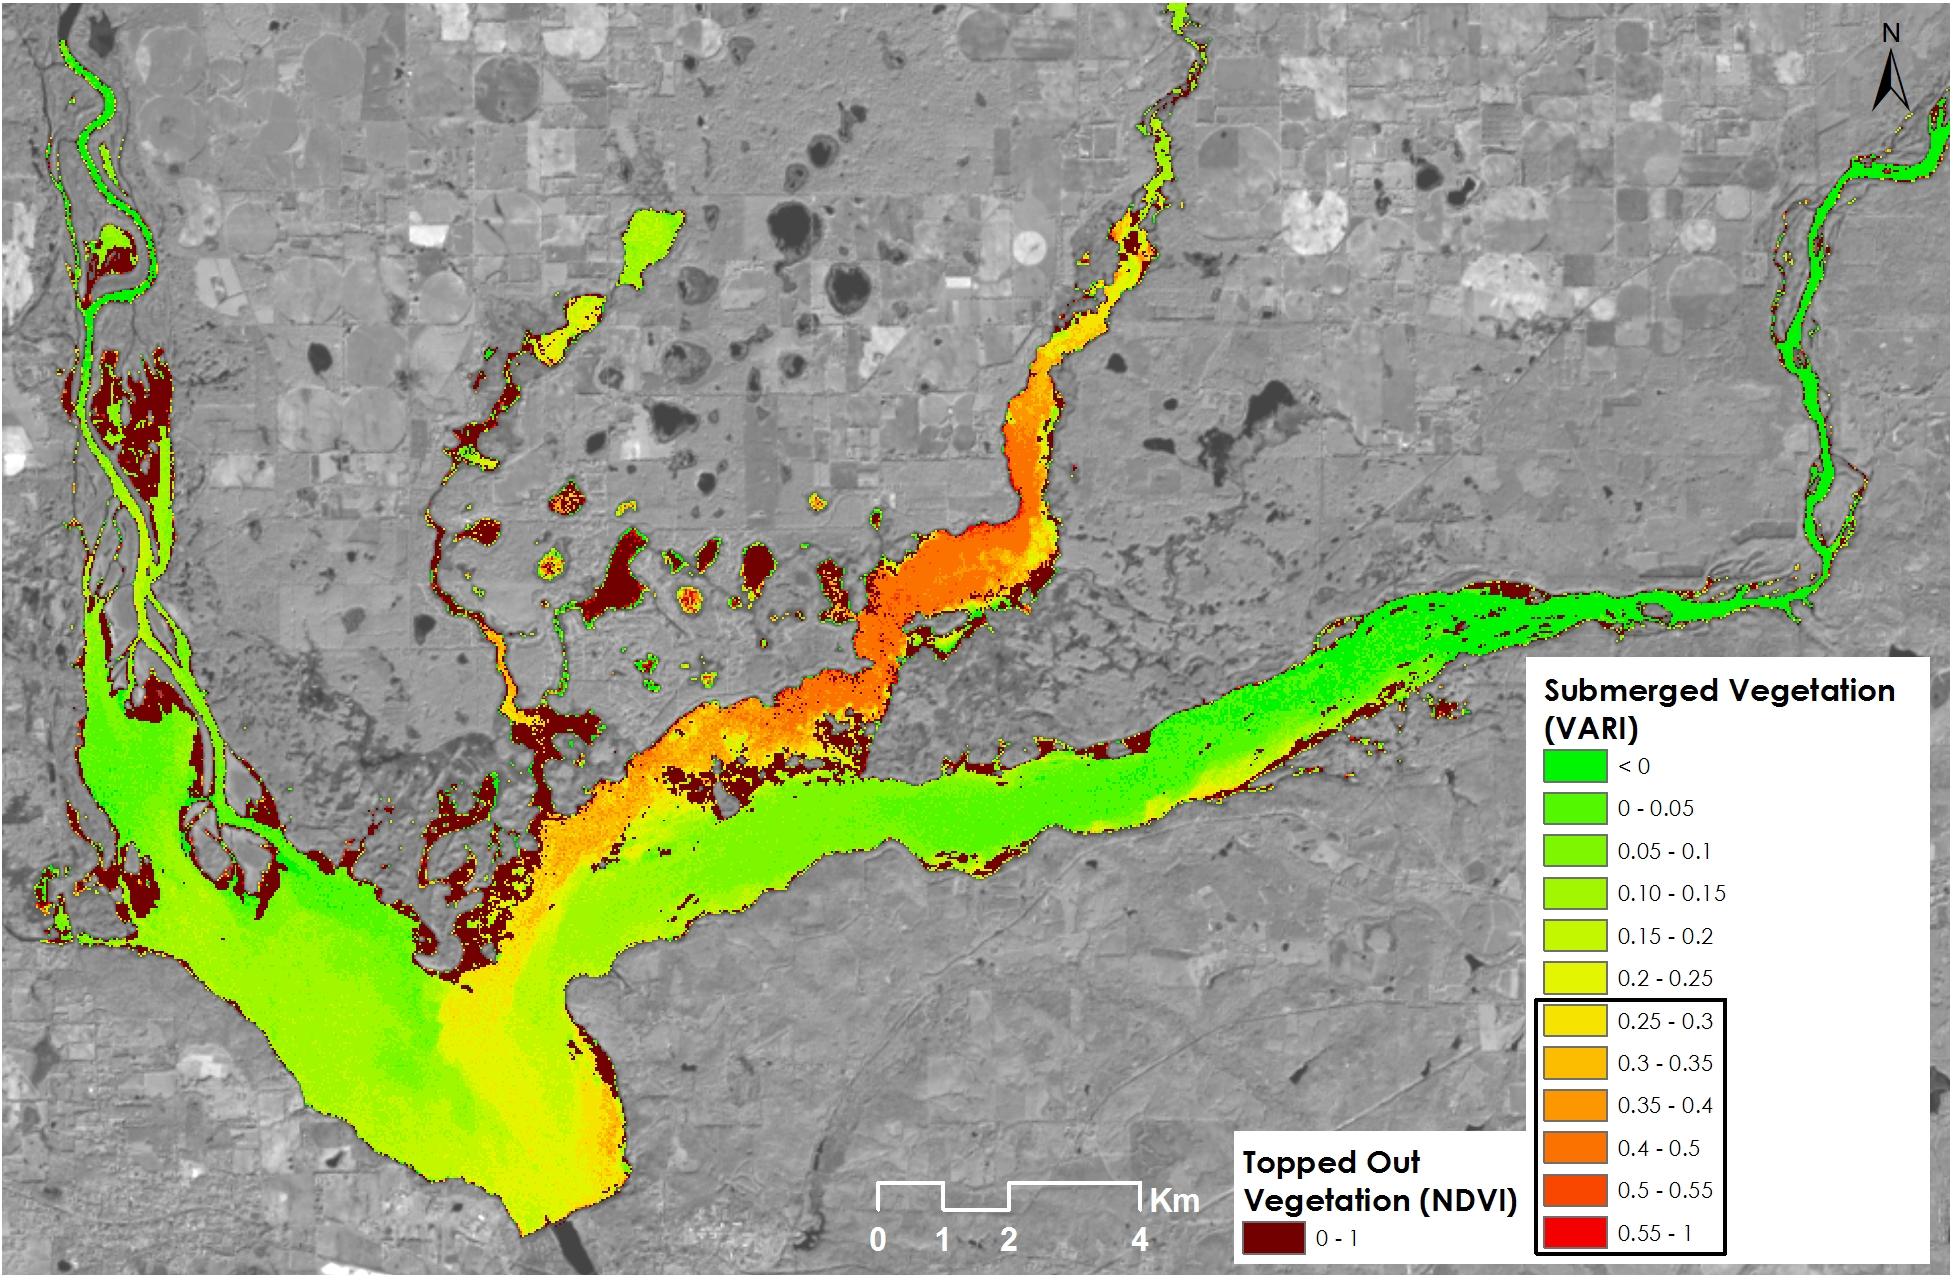 N
Submerged Vegetation
(VARI)
< 0
0 - 0.05
0.05 - 0.1
0.10 - 0.15
0.15 - 0.2
0.2 - 0.25
0.25 - 0.3
0.3 - 0.35
0.35 - 0.4
0.4 - 0.5
0.5 - 0.55
0.55 - 1
Topped Out
Vegetation (NDVI)
0 - 1
Km
0 1 2 4